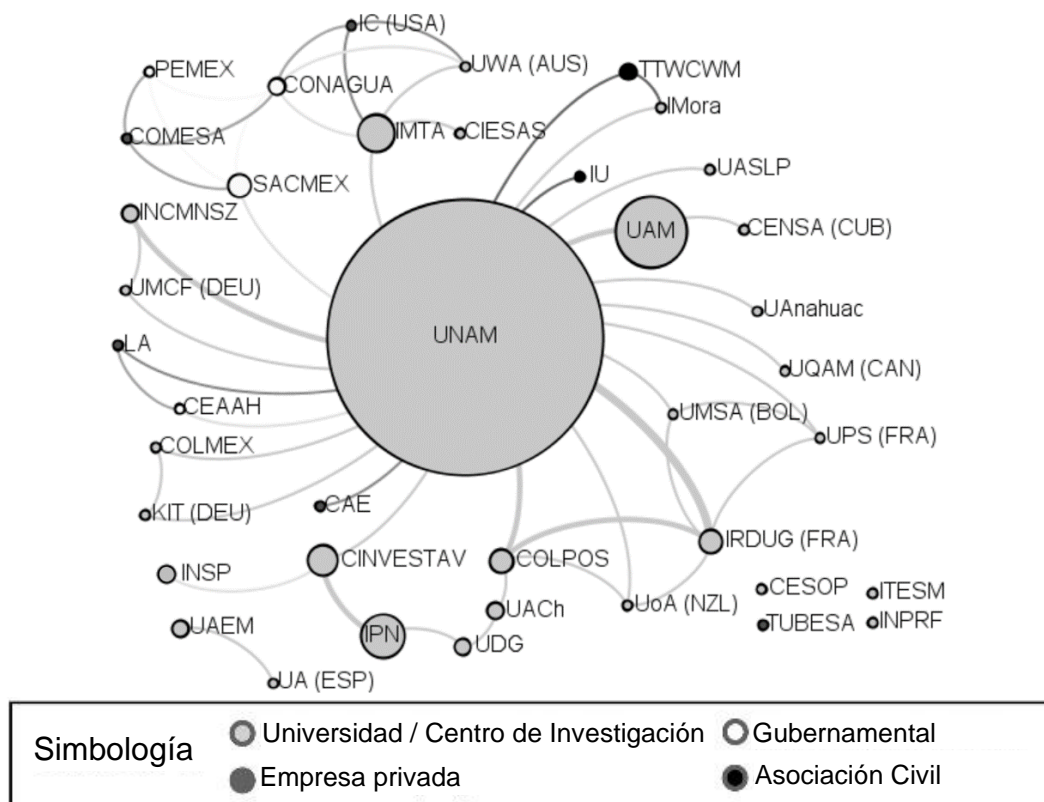 IC (USA)
PEMEX
UWA (AUS)
TTWCWM
CONAGUA
IMora
COMESA
IMTA
CIESAS
UASLP
IU
SACMEX
INCMNSZ
UAM
CENSA (CUB)
UMCF (DEU)
UAnahuac
UNAM
LA
UQAM (CAN)
CEAAH
UMSA (BOL)
COLMEX
UPS (FRA)
CAE
KIT (DEU)
IRDUG (FRA)
INSP
CINVESTAV
COLPOS
CESOP
ITESM
UoA (NZL)
UACh
TUBESA
INPRF
UAEM
IPN
UDG
UA (ESP)
Simbología
Universidad / Centro de Investigación
Gubernamental
Empresa privada
Asociación Civil